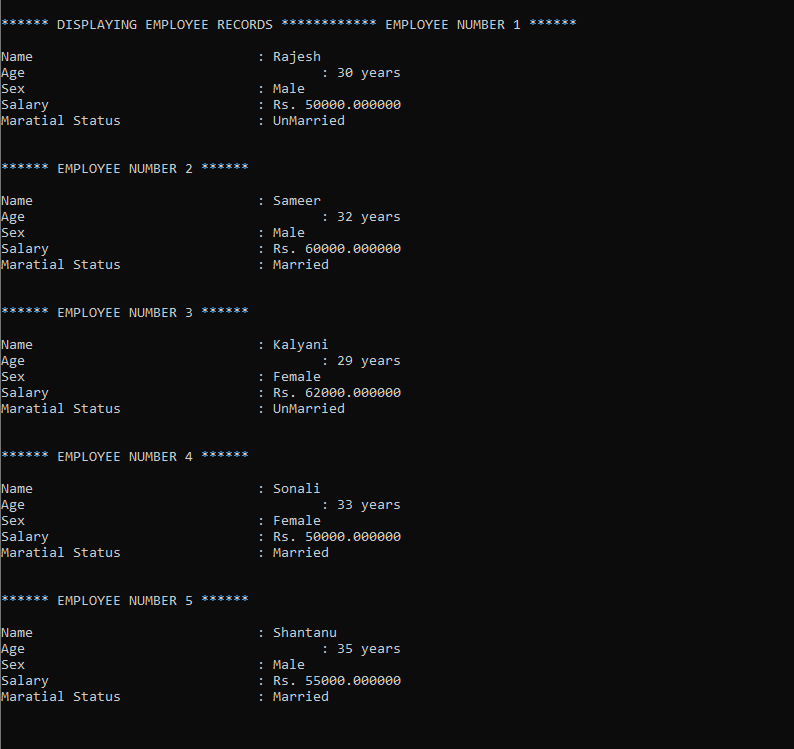 ****** DISPLAYING EMPLOYEE RECORDS ************ EMPLOYEE NUMBER 1 ******
Name                            : Rajesh
Age                                     : 30 years
Sex                             : Male
Salary                          : Rs. 50000.000000
Maratial Status                 : UnMarried
****** EMPLOYEE NUMBER 2 ******
Name                            : Sameer
Age                                     : 32 years
Sex                             : Male
Salary                          : Rs. 60000.000000
Maratial Status                 : Married
****** EMPLOYEE NUMBER 3 ******
Name                            : Kalyani
Age                                     : 29 years
Sex                             : Female
Salary                          : Rs. 62000.000000
Maratial Status                 : UnMarried
****** EMPLOYEE NUMBER 4 ******
Name                            : Sonali
Age                                     : 33 years
Sex                             : Female
Salary                          : Rs. 50000.000000
Maratial Status                 : Married
****** EMPLOYEE NUMBER 5 ******
Name                            : Shantanu
Age                                     : 35 years
Sex                             : Male
Salary                          : Rs. 55000.000000
Maratial Status                 : Married